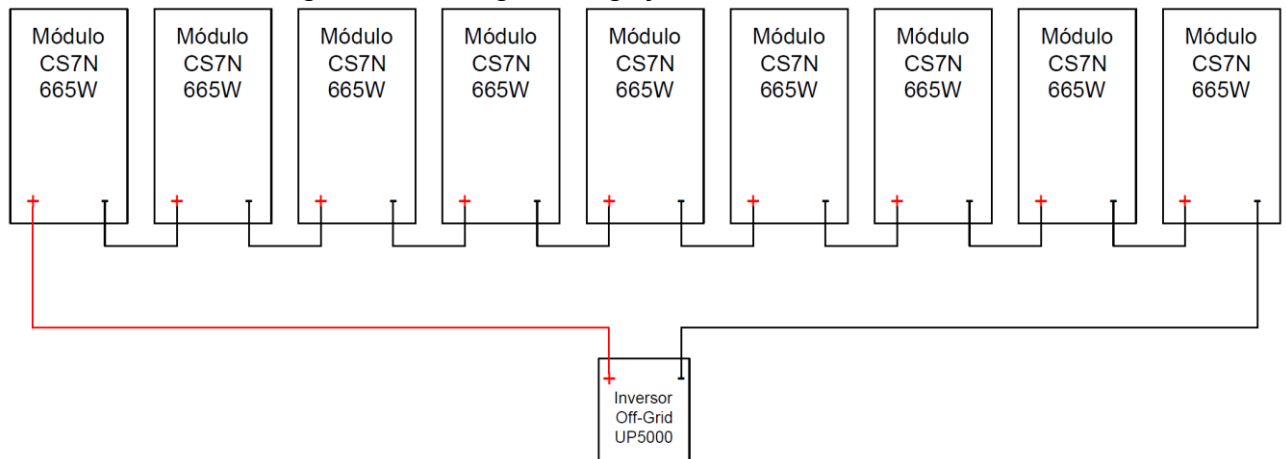 Módulo
CS7N
665W
Módulo
CS7N
665W
Módulo
CS7N
665W
Módulo
CS7N
665W
Módulo
CS7N
665W
Módulo
CS7N
665W
Módulo
CS7N
665W
Módulo
CS7N
665W
Módulo
CS7N
665W
+ - + - + - + - + - + - + - + - + -
+ -
Inversor
Off-Grid
UP5000